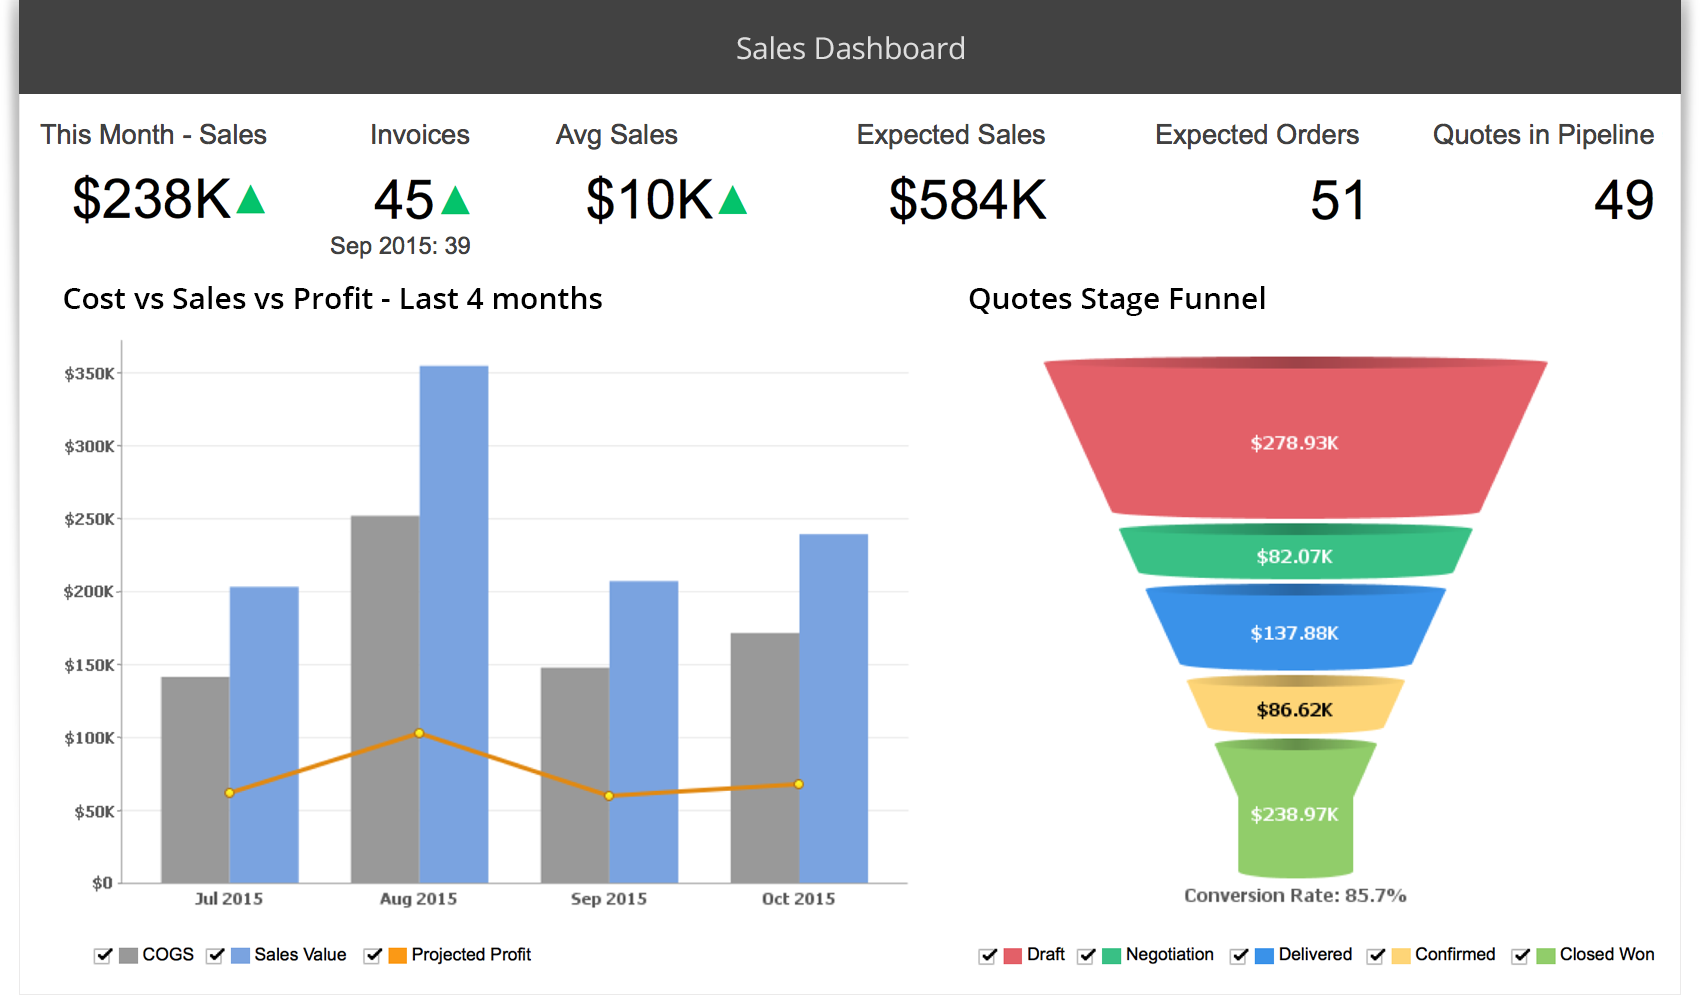 Sales Dashboard
This Month - Sales
$238K
Invoices
45
Sep 2015: 39
Avg Sales
$10K
Expected Sales
$584K
Expected Orders
51
Quotes in Pipeline
49
Cost vs Sales vs Profit - Last 4 months
$350K
$300K
$250K
$200K
$150K
$100K
$50K
$0
Jul 2015 Aug 2015 Sep 2015 Oct 2015
COGS Sales Value Projected Profit
Quotes Stage Funnel
$278.93K
$82.07K
$137.88K
$86.62K
$238.97K
Conversion Rate: 85.7%
Draft Negotiation Delivered Confirmed Closed Won